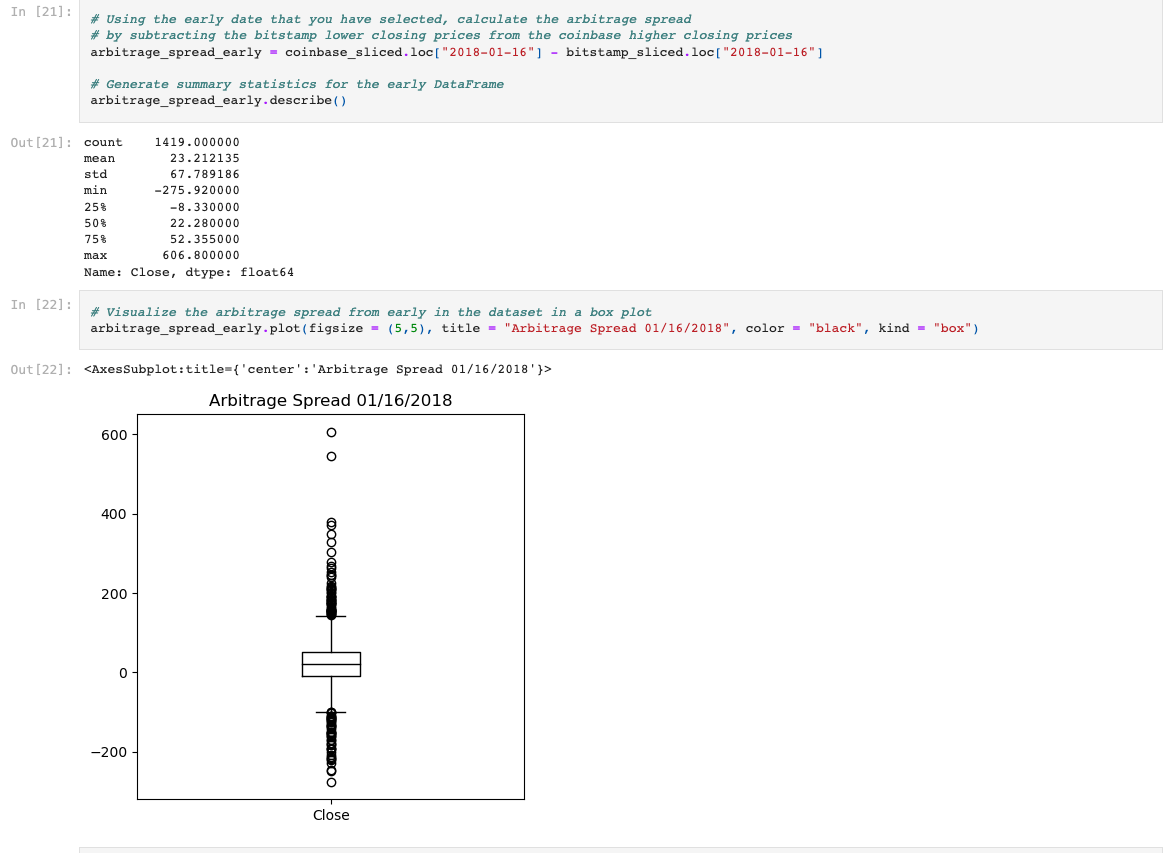 In [21]:
# Using the early date that you have selected, calculate the arbitrage spread
# by subtracting the bitstamp lower closing prices from the coinbase higher closing prices
arbitrage_spread_early = coinbase_sliced.loc["2018-01-16"] - bitstamp_sliced.loc["2018-01-16"]
# Generate summary statistics for the early DataFrame
arbitrage_spread_early.describe()
Out[21]:
count 1419.000000
mean 23.212135
std 67.789186
min -275.920000
25% -8.330000
50% 22.280000
75% 52.355000
max 606.800000
Name: Close, dtype: float64
In [22]:
# Visualize the arbitrage spread from early in the dataset in a box plot
arbitrage_spread_early.plot(figsize = (5,5), title = "Arbitrage Spread 01/16/2018", color = "black", kind = "box")
Out[22]:
<AxesSubplot:title={'center':'Arbitrage Spread 01/16/2018'}>
Arbitrage Spread 01/16/2018
600
400
200
0
−200
Close